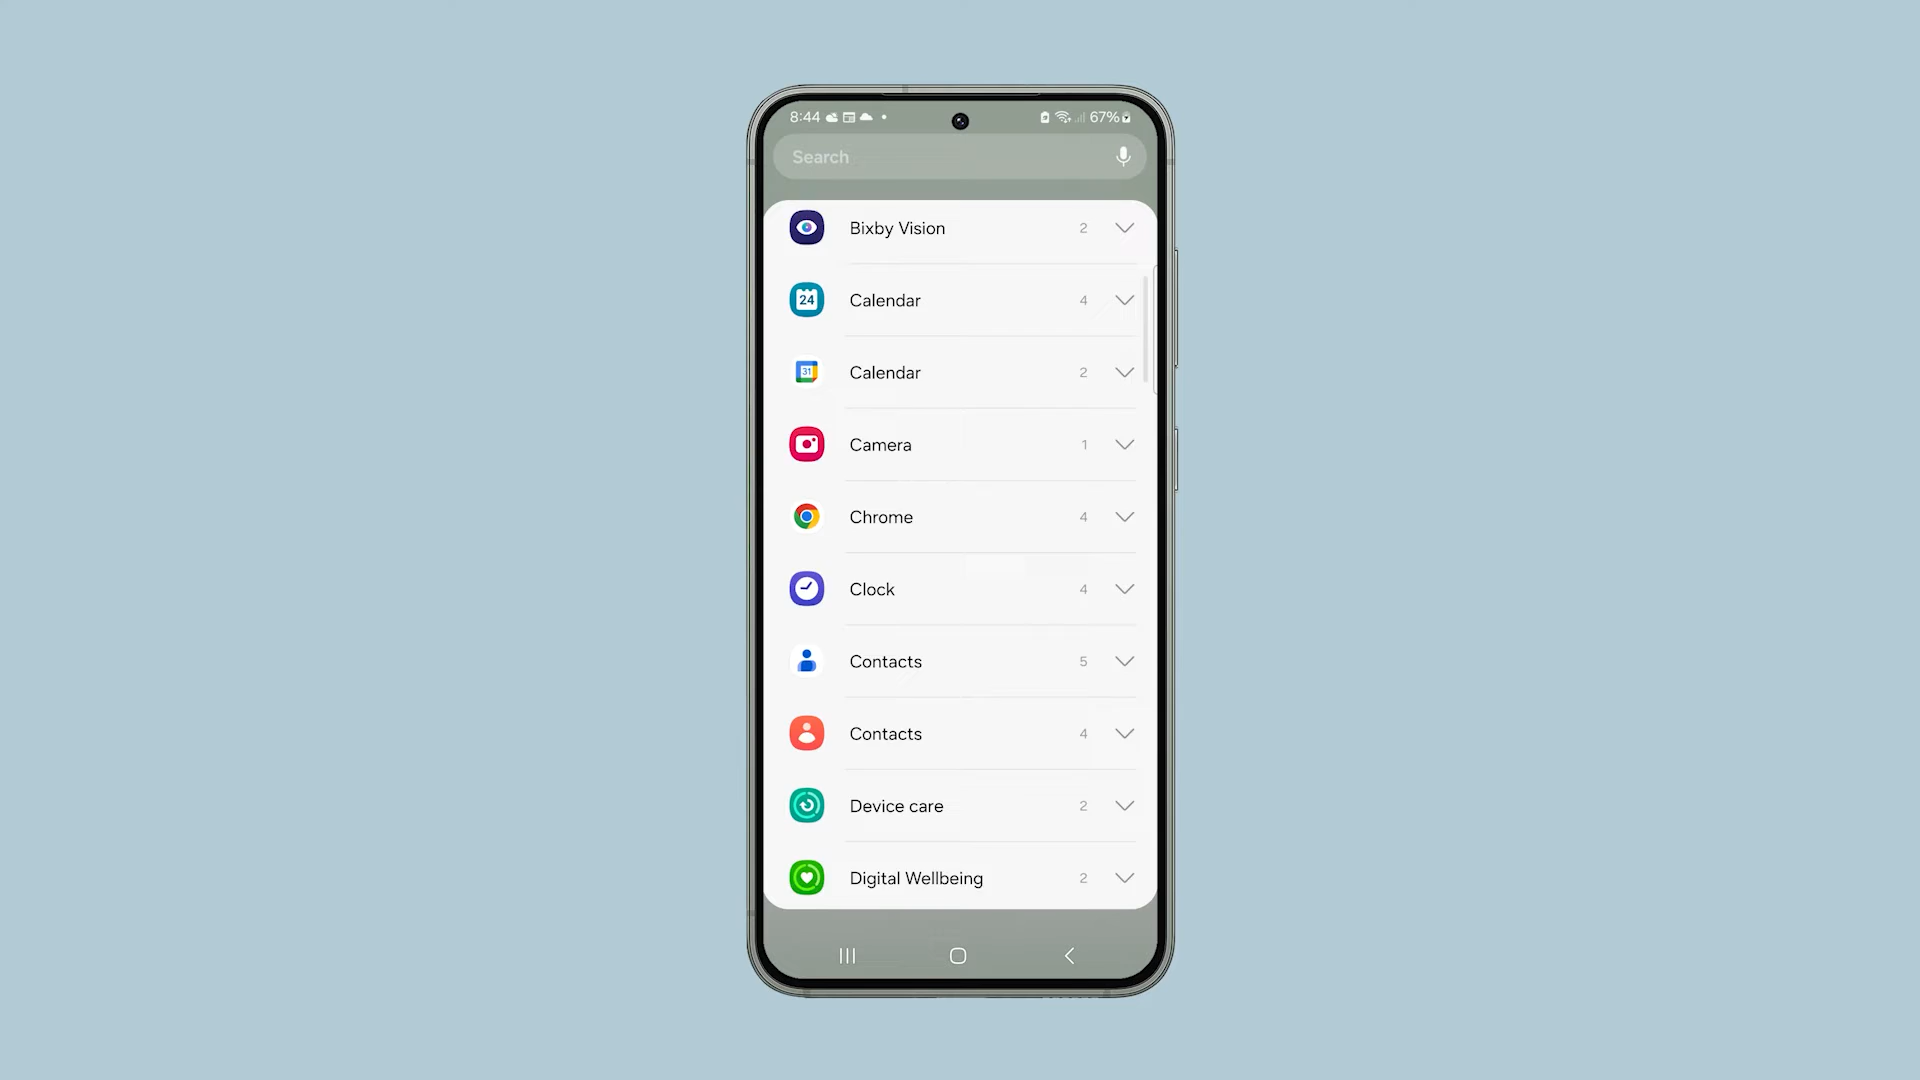 8:44 67%
Search
Bixby Vision 2
24 Calendar 4
31 Calendar 2
Camera 1
Chrome 4
Clock 4
Contacts 5
Contacts 4
Device care 2
Digital Wellbeing 2